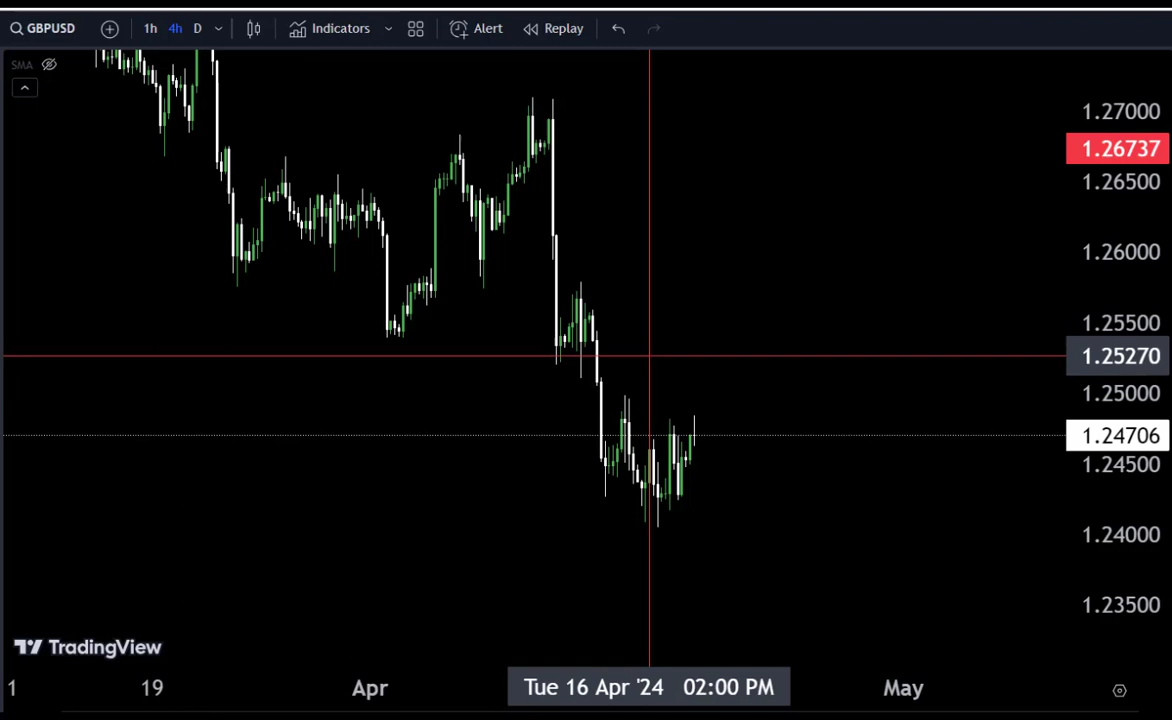 GBPUSD 1h 4h D Indicators Alert Replay
SMA
1.27000
1.26737
1.26500
1.26000
1.25500
1.25270
1.25000
1.24706
1.24500
1.24000
1.23500
TradingView
1 19 Apr Tue 16 Apr '24 02:00 PM May